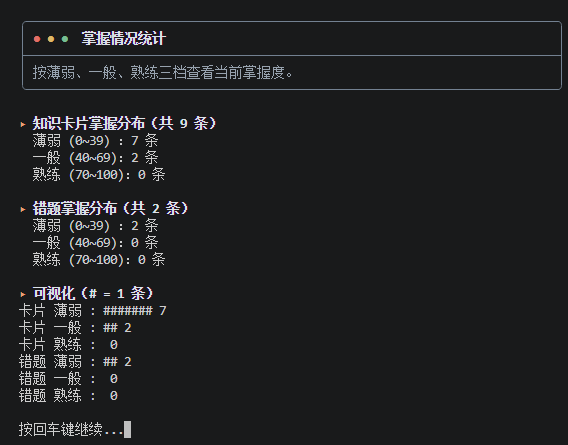 掌握情况统计
按薄弱、一般、熟练三档查看当前掌握度。
▸ 知识卡片掌握分布（共 9 条）
薄弱 (0~39) : 7 条
一般 (40~69): 2 条
熟练 (70~100): 0 条
▸ 错题掌握分布（共 2 条）
薄弱 (0~39) : 2 条
一般 (40~69): 0 条
熟练 (70~100): 0 条
▸ 可视化（# = 1 条）
卡片 薄弱 : ####### 7
卡片 一般 : ## 2
卡片 熟练 :  0
错题 薄弱 : ## 2
错题 一般 :  0
错题 熟练 :  0
按回车键继续...